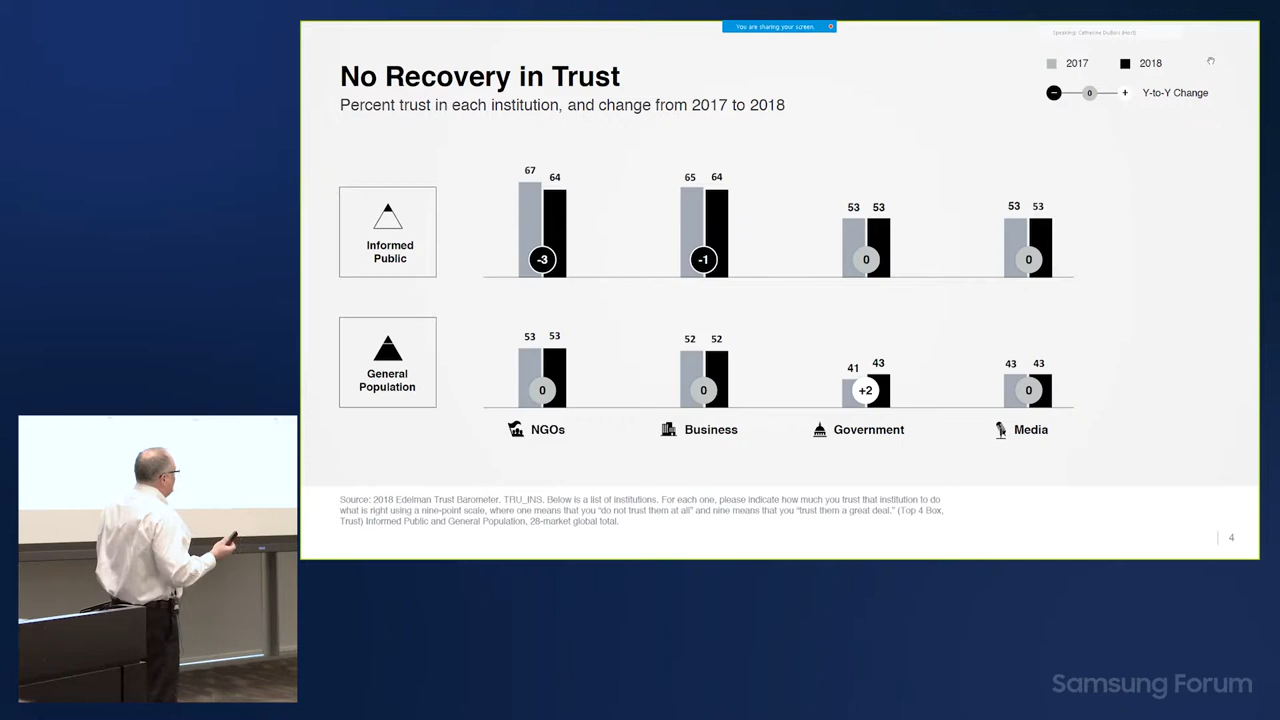 You are sharing your screen.
Speaking: Catherine DuBois (Host)
No Recovery in Trust
Percent trust in each institution, and change from 2017 to 2018
2017 2018
− 0 + Y-to-Y Change
67 64 65 64 53 53 53 53
Informed
Public
-3 -1 0 0
53 53 52 52 41 43 43 43
General
Population
0 0 +2 0
NGOs Business Government Media
Source: 2018 Edelman Trust Barometer. TRU_INS. Below is a list of institutions. For each one, please indicate how much you trust that institution to do
what is right using a nine-point scale, where one means that you “do not trust them at all” and nine means that you “trust them a great deal.” (Top 4 Box,
Trust) Informed Public and General Population, 28-market global total.
4
Samsung Forum